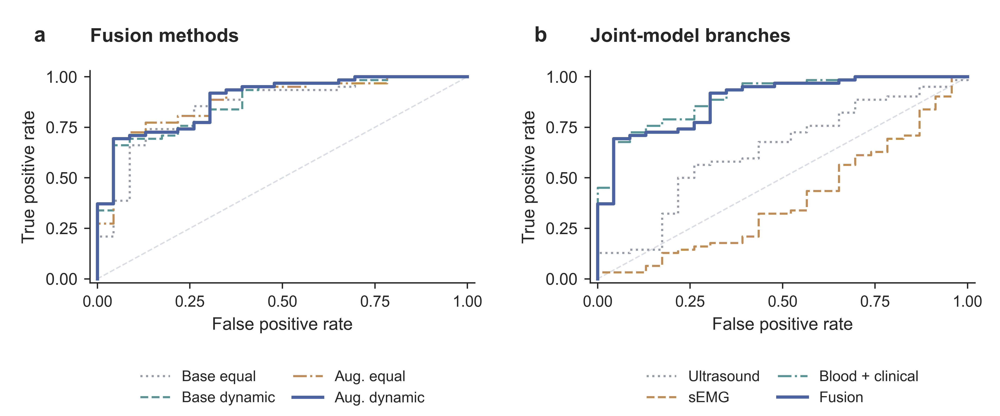 a Fusion methods
True positive rate
1.00
0.75
0.50
0.25
0.00
0.00 0.25 0.50 0.75 1.00
False positive rate
Base equal Aug. equal
Base dynamic Aug. dynamic
b Joint-model branches
True positive rate
1.00
0.75
0.50
0.25
0.00
0.00 0.25 0.50 0.75 1.00
False positive rate
Ultrasound Blood + clinical
sEMG Fusion